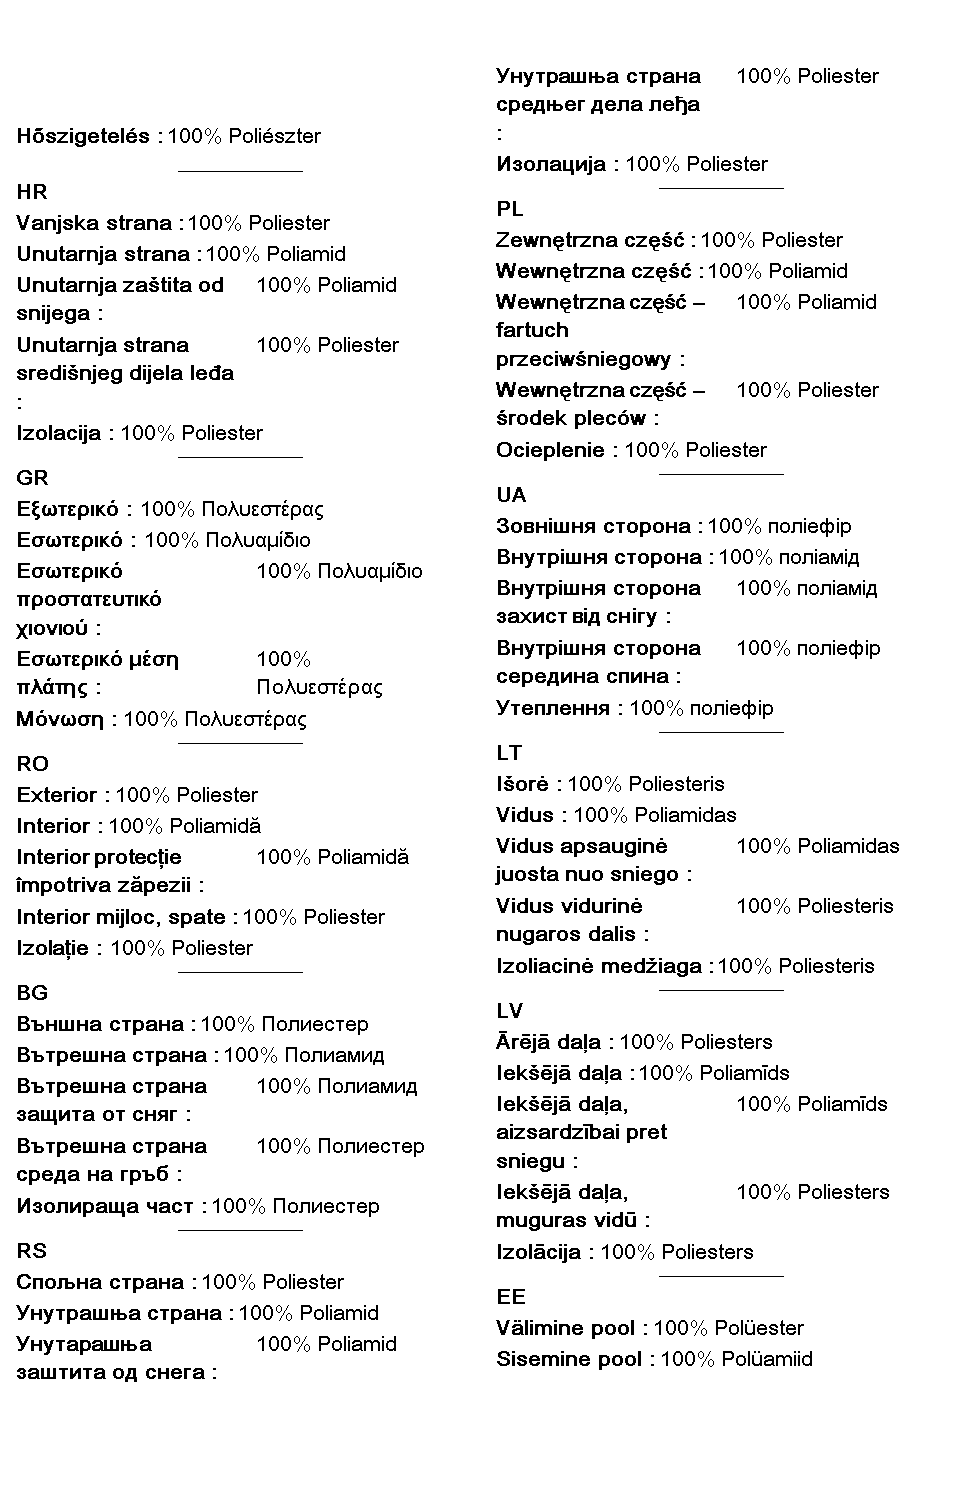 Hőszigetelés : 100% Poliészter
HR
Vanjska strana : 100% Poliester
Unutarnja strana : 100% Poliamid
Unutarnja zaštita od 100% Poliamid
snijega :
Unutarnja strana 100% Poliester
središnjeg dijela leđa
:
Izolacija : 100% Poliester
GR
Εξωτερικό : 100% Πολυεστέρας
Εσωτερικό : 100% Πολυαμίδιο
Εσωτερικό 100% Πολυαμίδιο
προστατευτικό
χιονιού :
Εσωτερικό μέση 100%
πλάτης : Πολυεστέρας
Μόνωση : 100% Πολυεστέρας
RO
Exterior : 100% Poliester
Interior : 100% Poliamidă
Interior protecție 100% Poliamidă
împotriva zăpezii :
Interior mijloc, spate : 100% Poliester
Izolație : 100% Poliester
BG
Външна страна : 100% Полиестер
Вътрешна страна : 100% Полиамид
Вътрешна страна 100% Полиамид
защита от сняг :
Вътрешна страна 100% Полиестер
среда на гръб :
Изолираща част : 100% Полиестер
RS
Спољна страна : 100% Poliester
Унутрашња страна : 100% Poliamid
Унутарашња 100% Poliamid
заштита од снега :
Унутрашња страна 100% Poliester
средњег дела леђа
:
Изолација : 100% Poliester
PL
Zewnętrzna część : 100% Poliester
Wewnętrzna część : 100% Poliamid
Wewnętrzna część – 100% Poliamid
fartuch
przeciwśniegowy :
Wewnętrzna część – 100% Poliester
środek pleców :
Ocieplenie : 100% Poliester
UA
Зовнішня сторона : 100% поліефір
Внутрішня сторона : 100% поліамід
Внутрішня сторона 100% поліамід
захист від снігу :
Внутрішня сторона 100% поліефір
середина спина :
Утеплення : 100% поліефір
LT
Išorė : 100% Poliesteris
Vidus : 100% Poliamidas
Vidus apsauginė 100% Poliamidas
juosta nuo sniego :
Vidus vidurinė 100% Poliesteris
nugaros dalis :
Izoliacinė medžiaga : 100% Poliesteris
LV
Ārējā daļa : 100% Poliesters
Iekšējā daļa : 100% Poliamīds
Iekšējā daļa, 100% Poliamīds
aizsardzībai pret
sniegu :
Iekšējā daļa, 100% Poliesters
muguras vidū :
Izolācija : 100% Poliesters
EE
Välimine pool : 100% Polüester
Sisemine pool : 100% Polüamiid